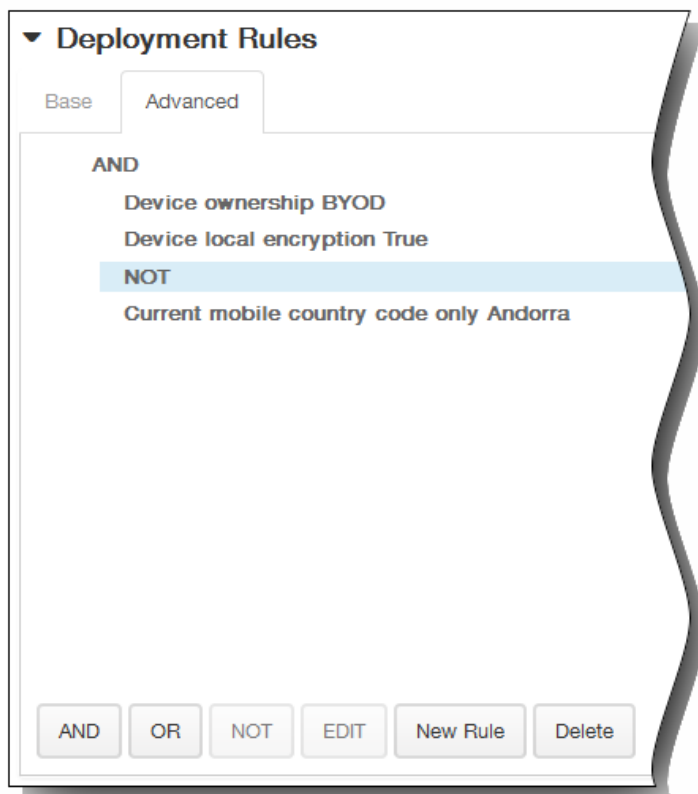 Deployment Rules
Base Advanced
AND
Device ownership BYOD
Device local encryption True
NOT
Current mobile country code only Andorra
AND OR NOT EDIT New Rule Delete